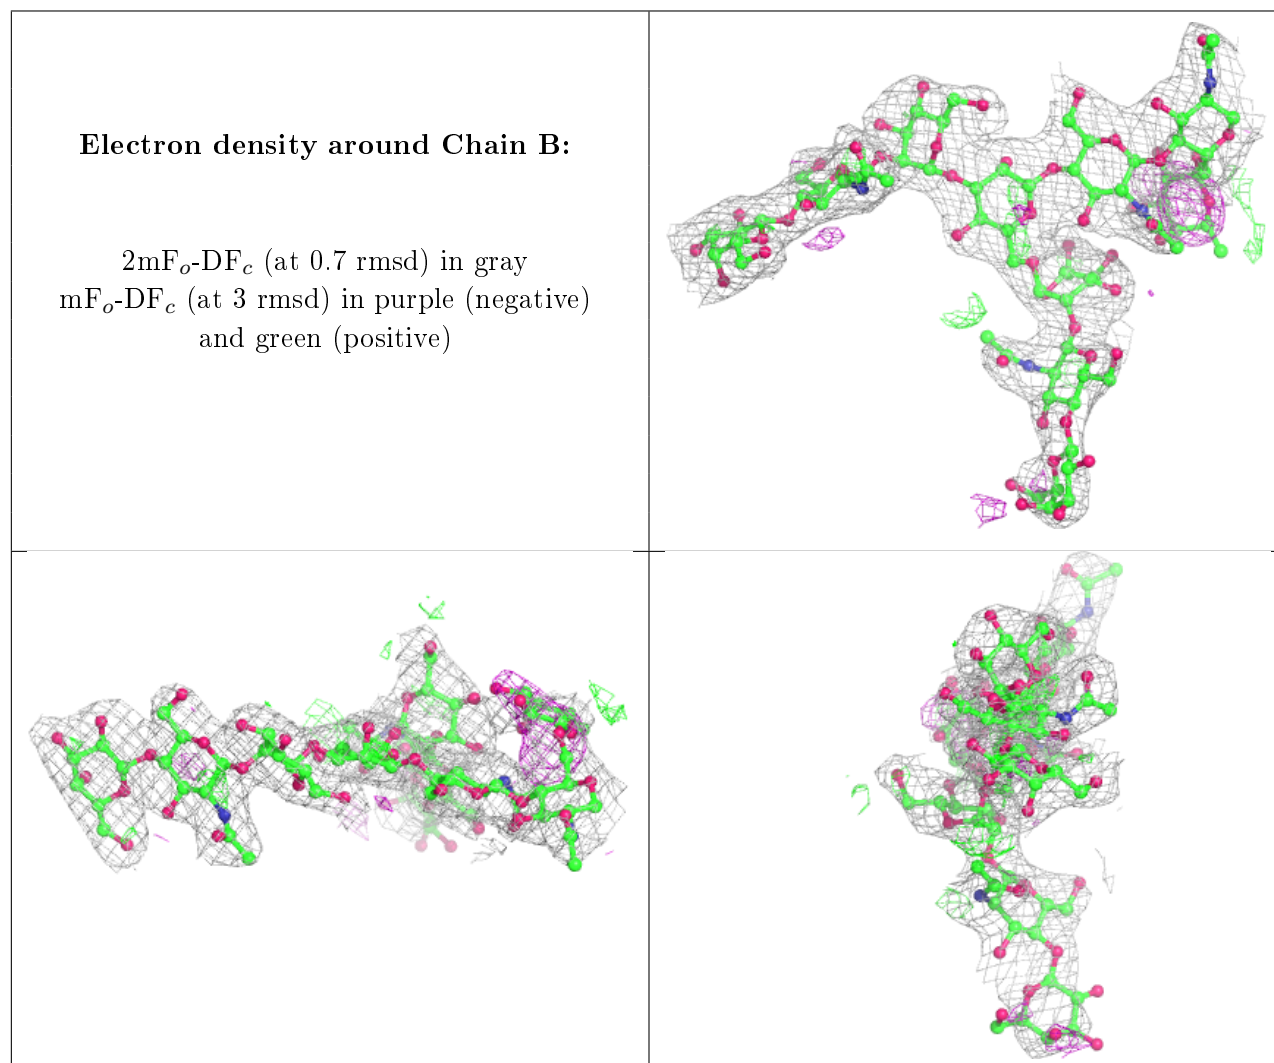 Electron density around Chain B:
2mFₒ-DF𝒸 (at 0.7 rmsd) in gray
mFₒ-DF𝒸 (at 3 rmsd) in purple (negative)
and green (positive)